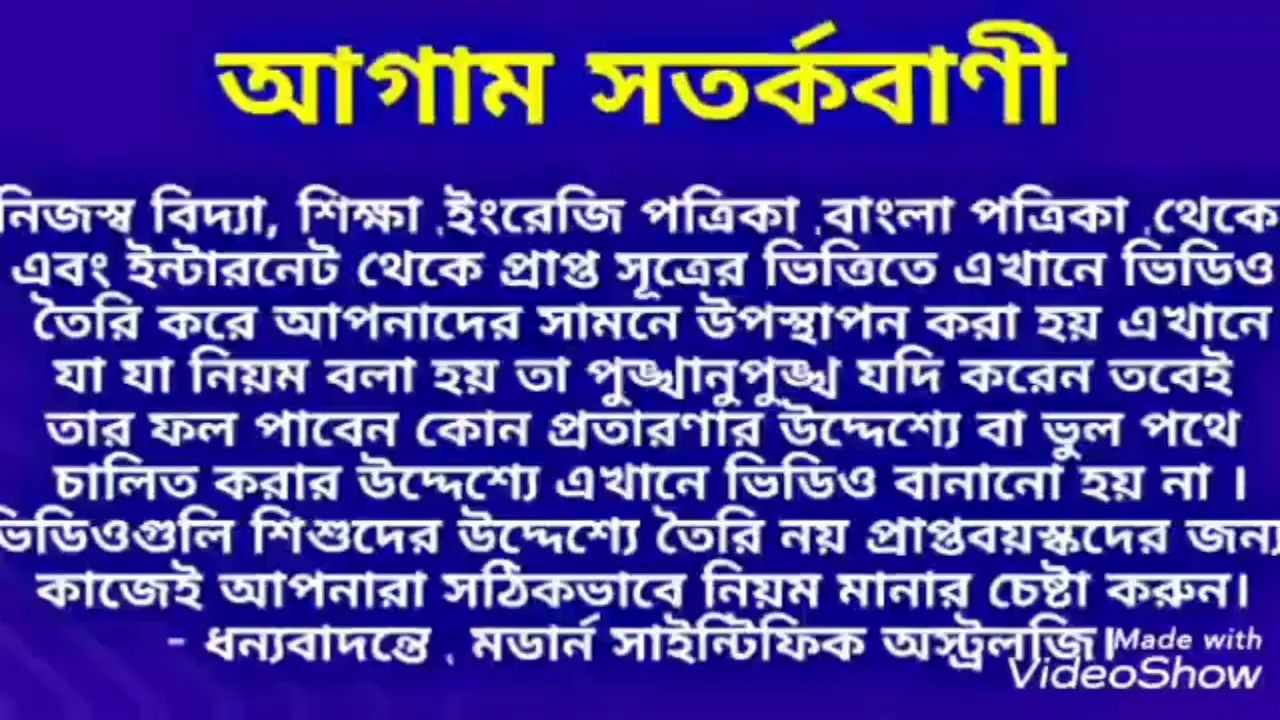 আগাম সতর্কবাণী
নিজস্ব বিদ্যা, শিক্ষা ,ইংরেজি পত্রিকা ,বাংলা পত্রিকা ,থেকে
এবং ইন্টারনেট থেকে প্রাপ্ত সূত্রের ভিত্তিতে এখানে ভিডিও
তৈরি করে আপনাদের সামনে উপস্থাপন করা হয় এখানে
যা যা নিয়ম বলা হয় তা পুঙ্খানুপুঙ্খ যদি করেন তবেই
তার ফল পাবেন কোন প্রতারণার উদ্দেশ্যে বা ভুল পথে
চালিত করার উদ্দেশ্যে এখানে ভিডিও বানানো হয় না ।
ভিডিওগুলি শিশুদের উদ্দেশ্যে তৈরি নয় প্রাপ্তবয়স্কদের জন্য
কাজেই আপনারা সঠিকভাবে নিয়ম মানার চেষ্টা করুন।
- ধন্যবাদন্তে , মডার্ন সাইন্টিফিক অস্ট্রলজি।
Made with
VideoShow